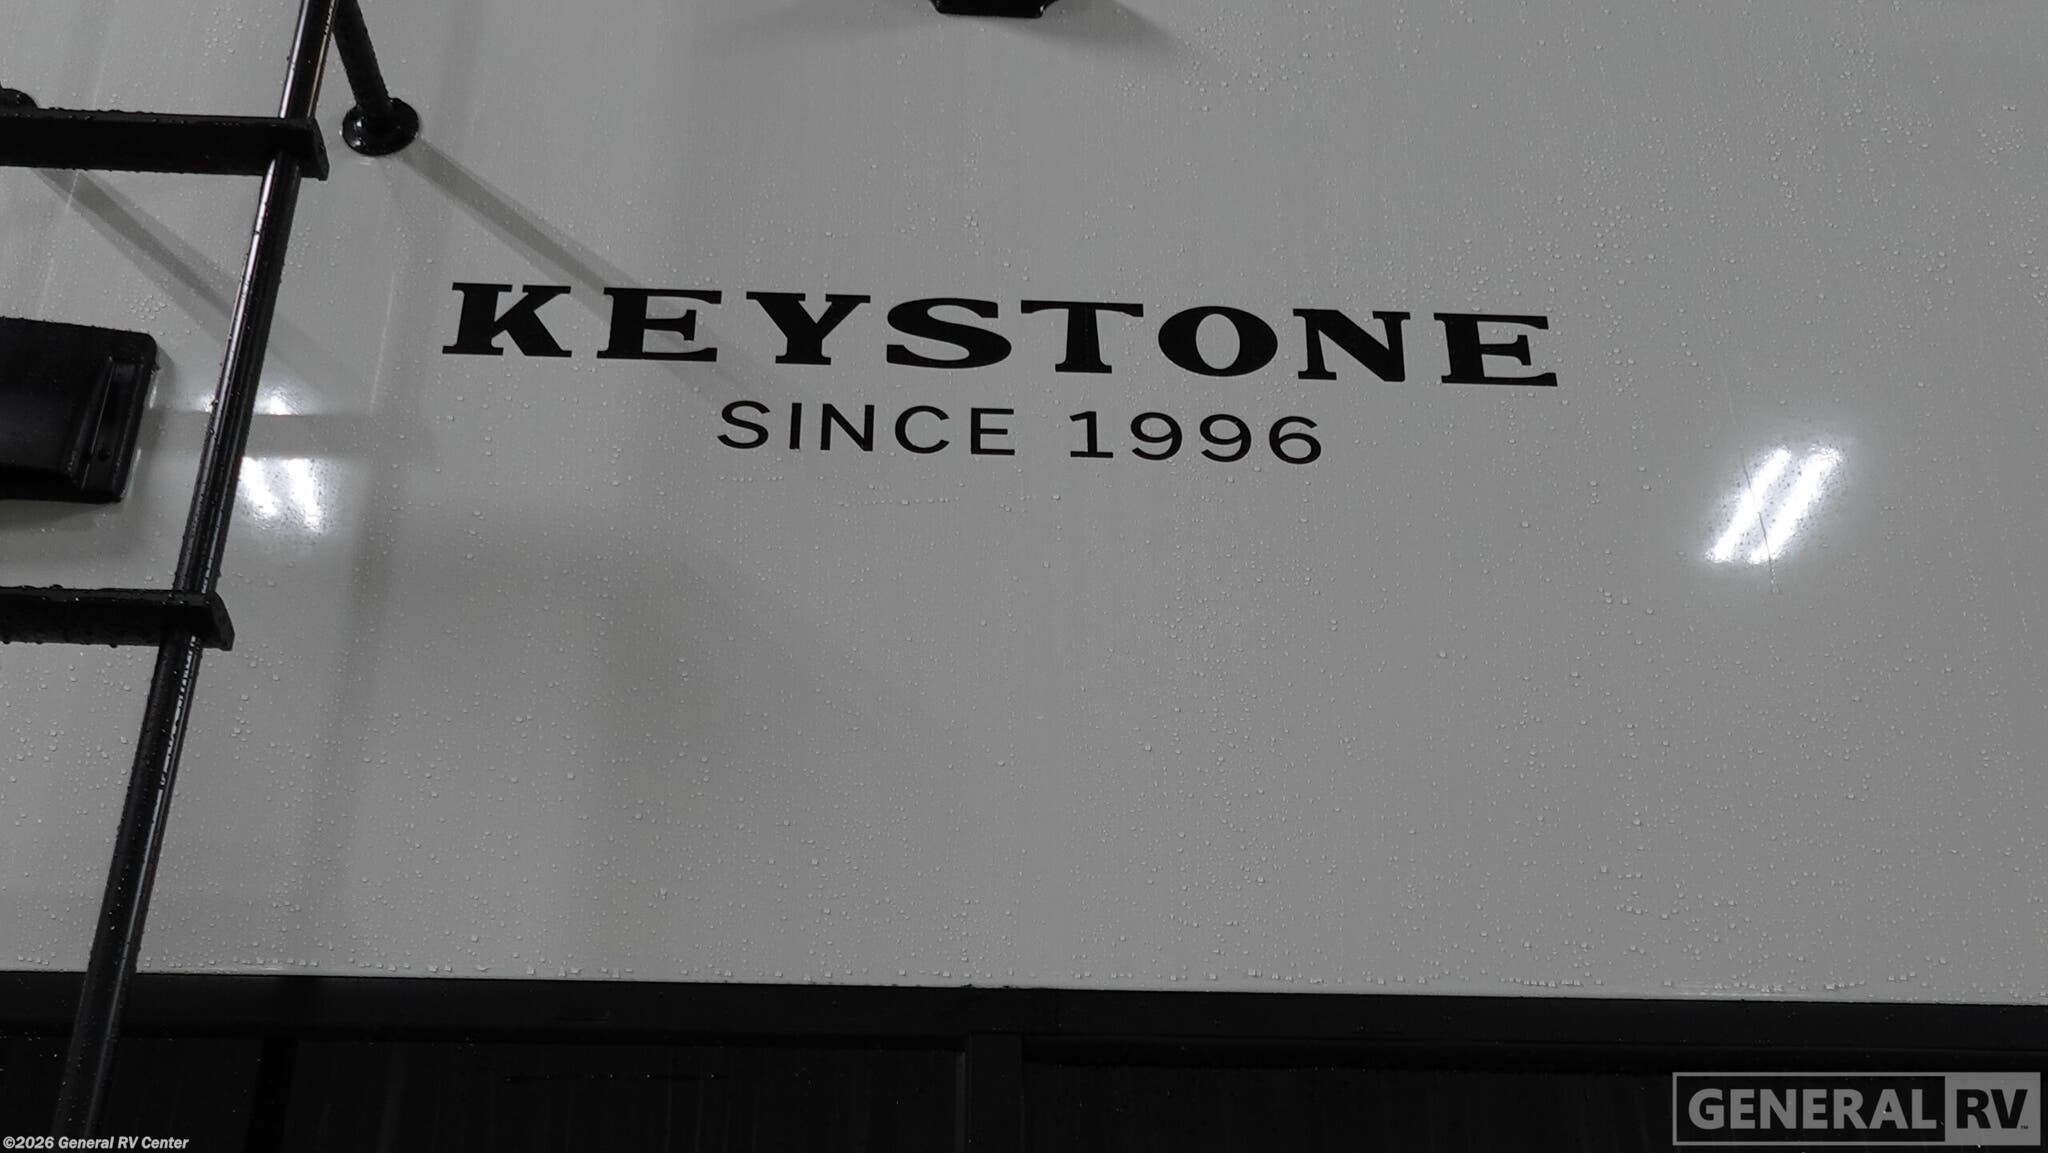 KEYSTONE
SINCE 1996
GENERAL RV
©2026 General RV Center